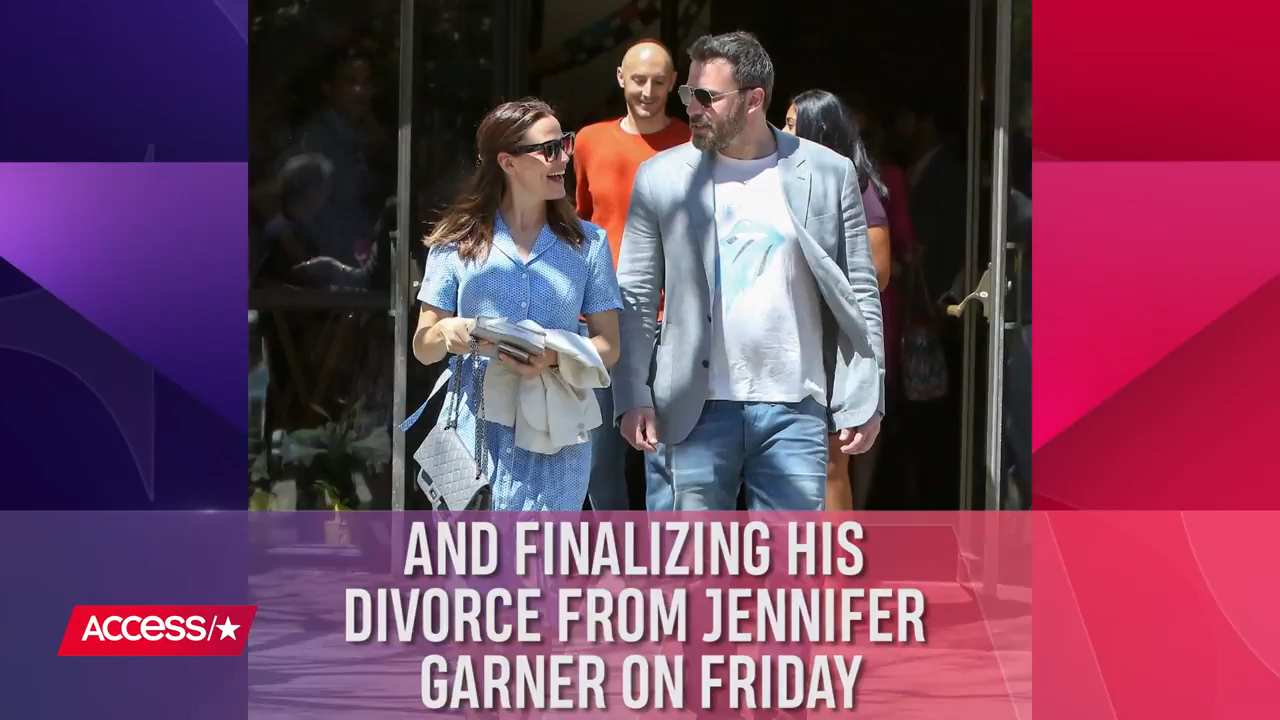 AND FINALIZING HIS
DIVORCE FROM JENNIFER
GARNER ON FRIDAY
ACCESS/